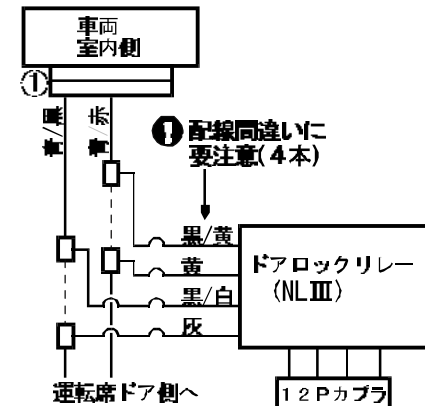 車両
室内側
①
青/黒
青/赤
❹ 配線間違いに
要注意(4本)
黒/黄
黄
黒/白
灰
ドアロックリレー
(NLⅢ)
運転席ドア側へ
12Pカプラ